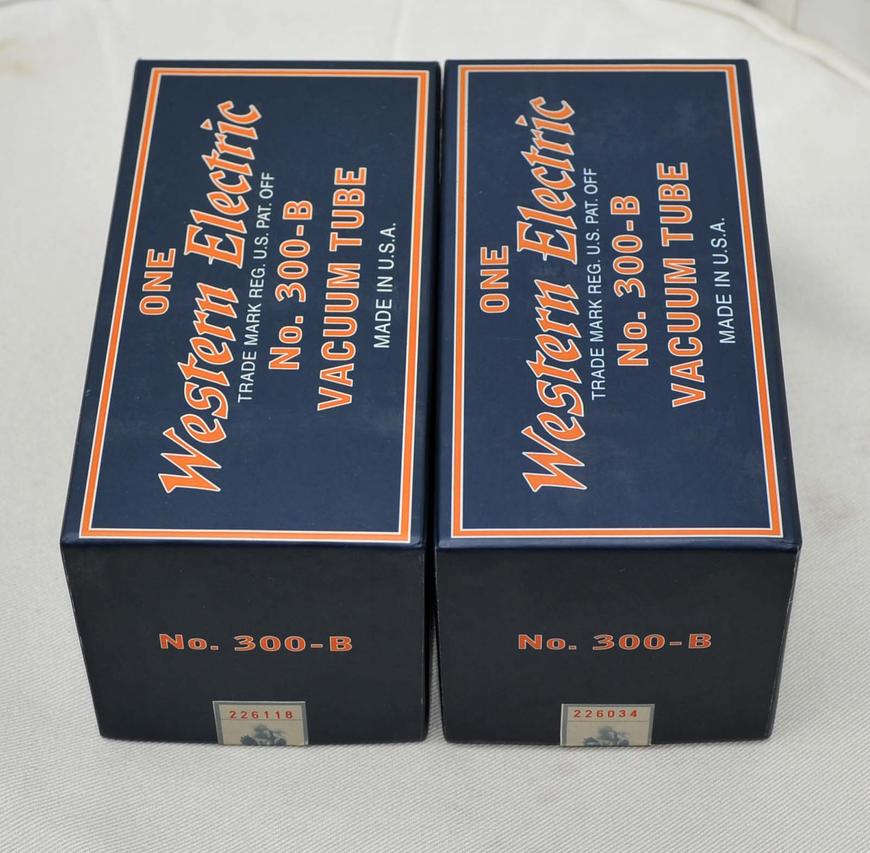 ONE
Western Electric
TRADE MARK REG. U.S. PAT. OFF
No. 300-B
VACUUM TUBE
MADE IN U.S.A.
No. 300-B
226118
ONE
Western Electric
TRADE MARK REG. U.S. PAT. OFF
No. 300-B
VACUUM TUBE
MADE IN U.S.A.
No. 300-B
226034